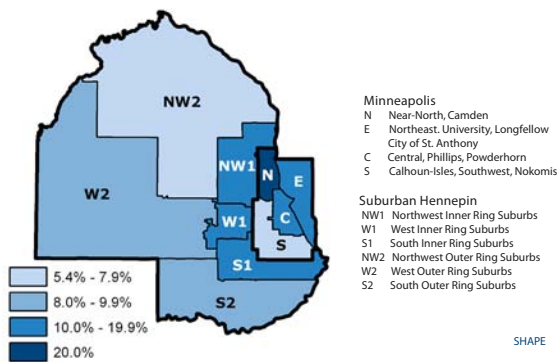 NW2
NW1
N
E
W2
W1
C
S
S1
S2
5.4% - 7.9%
8.0% - 9.9%
10.0% - 19.9%
20.0%
Minneapolis
N Near-North, Camden
E Northeast. University, Longfellow
City of St. Anthony
C Central, Phillips, Powderhorn
S Calhoun-Isles, Southwest, Nokomis
Suburban Hennepin
NW1 Northwest Inner Ring Suburbs
W1 West Inner Ring Suburbs
S1 South Inner Ring Suburbs
NW2 Northwest Outer Ring Suburbs
W2 West Outer Ring Suburbs
S2 South Outer Ring Suburbs
SHAPE